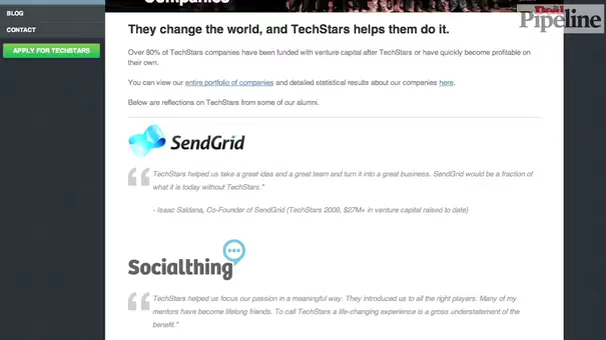 Companies
The Deal
Pipeline
BLOG
CONTACT
APPLY FOR TECHSTARS
They change the world, and TechStars helps them do it.
Over 80% of TechStars companies have been funded with venture capital after TechStars or have quickly become profitable on
their own.
You can view our entire portfolio of companies and detailed statistical results about our companies here.
Below are reflections on TechStars from some of our alumni.
SendGrid
TechStars helped us take a great idea and a great team and turn it into a great business. SendGrid would be a fraction of
what it is today without TechStars."
- Isaac Saldana, Co-Founder of SendGrid (TechStars 2009, $27M+ in venture capital raised to date)
Socialthing
TechStars helped us focus our passion in a meaningful way. They introduced us to all the right players. Many of my
mentors have become lifelong friends. To call TechStars a life-changing experience is a gross understatement of the
benefit."